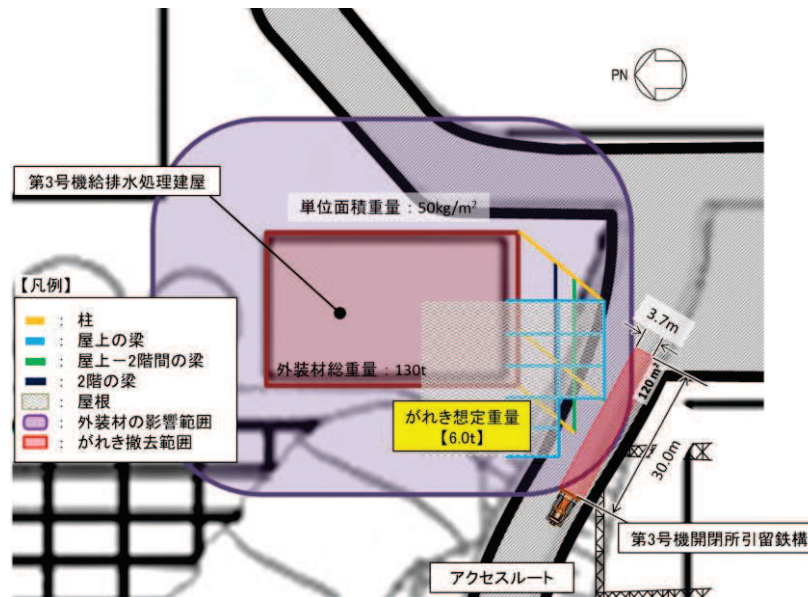 PN
第3号機給排水処理建屋
単位面積重量：50kg/m²
【凡例】
：柱
：屋上の梁
：屋上－2階間の梁
：2階の梁
：屋根
：外装材の影響範囲
：がれき撤去範囲
外装材総重量：130t
がれき想定重量
【6.0t】
3.7m
120m²
30.0m
第3号機開閉所引留鉄構
アクセスルート